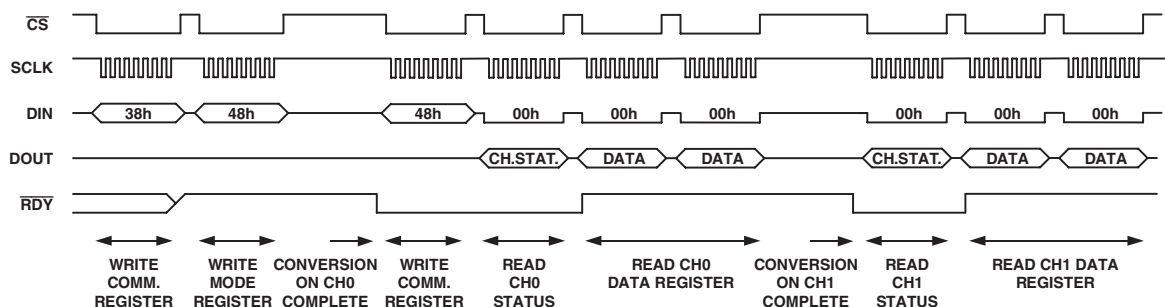 CS
SCLK
DIN 38h 48h 48h 00h 00h 00h 00h 00h 00h
DOUT CH.STAT. DATA DATA CH.STAT. DATA DATA
RDY
WRITE COMM. REGISTER
WRITE MODE REGISTER
CONVERSION ON CH0 COMPLETE
WRITE COMM. REGISTER
READ CH0 STATUS
READ CH0 DATA REGISTER
CONVERSION ON CH1 COMPLETE
READ CH1 STATUS
READ CH1 DATA REGISTER